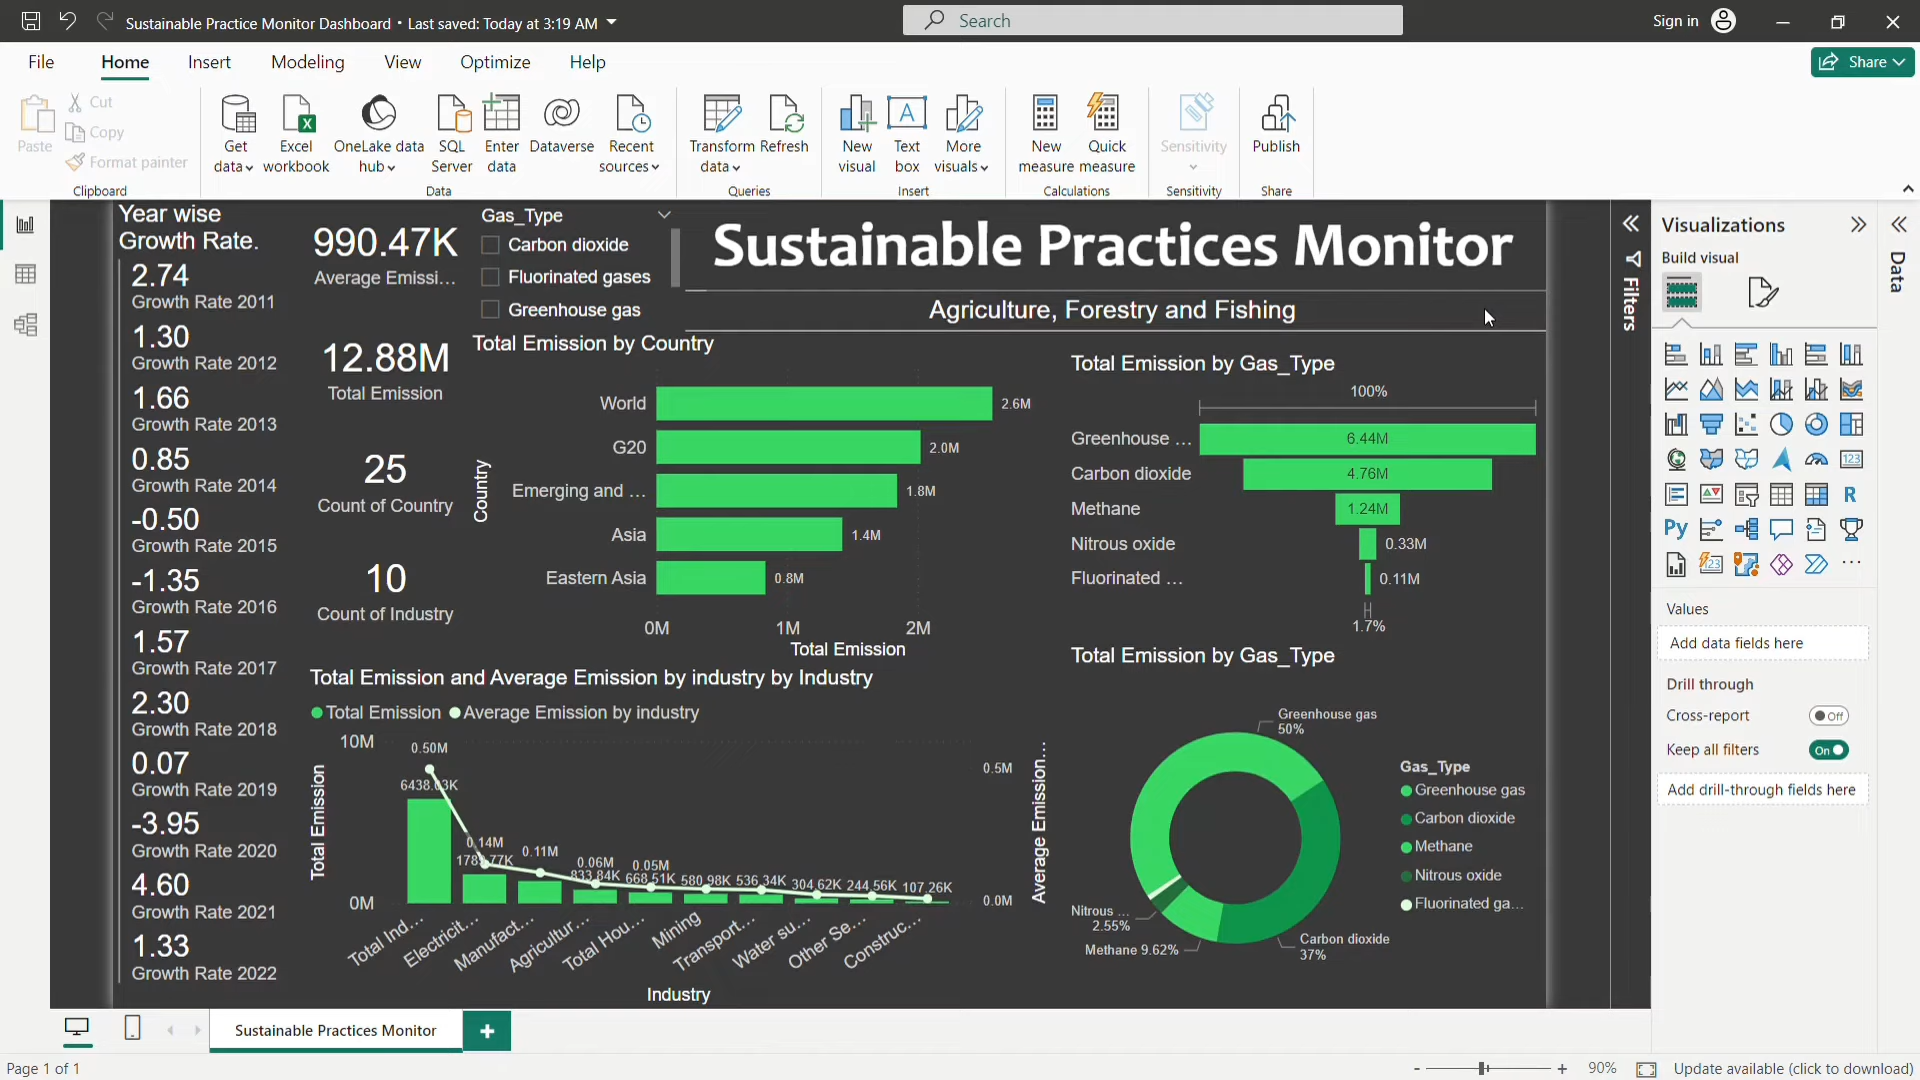 Sustainable Practice Monitor Dashboard • Last saved: Today at 3:19 AM
Search
Sign in
File
Home
Insert
Modeling
View
Optimize
Help
Share
Paste
Cut
Copy
Format painter
Clipboard
Get data
Excel workbook
OneLake data hub
SQL Server
Enter data
Dataverse
Recent sources
Data
Transform data
Refresh
Queries
New visual
Text box
More visuals
Insert
New measure
Quick measure
Calculations
Sensitivity
Sensitivity
Publish
Share
Year wise
Growth Rate.
2.74
Growth Rate 2011
1.30
Growth Rate 2012
1.66
Growth Rate 2013
0.85
Growth Rate 2014
-0.50
Growth Rate 2015
-1.35
Growth Rate 2016
1.57
Growth Rate 2017
2.30
Growth Rate 2018
0.07
Growth Rate 2019
-3.95
Growth Rate 2020
4.60
Growth Rate 2021
1.33
Growth Rate 2022
990.47K
Average Emissi...
12.88M
Total Emission
25
Count of Country
10
Count of Industry
Gas_Type
Carbon dioxide
Fluorinated gases
Greenhouse gas
Sustainable Practices Monitor
Agriculture, Forestry and Fishing
Total Emission by Country
Country
World
2.6M
G20
2.0M
Emerging and ...
1.8M
Asia
1.4M
Eastern Asia
0.8M
0M
1M
2M
Total Emission
Total Emission by Gas_Type
100%
Greenhouse ...
6.44M
Carbon dioxide
4.76M
Methane
1.24M
Nitrous oxide
0.33M
Fluorinated ...
0.11M
1.7%
Total Emission and Average Emission by industry by Industry
Total Emission
Average Emission by industry
10M
0M
Total Emission
0.50M
6438.03K
0.14M
0.11M
0.06M
833.84K
0.05M
668.51K
580.98K
536.34K
304.62K
244.56K
107.26K
0.5M
0.0M
Average Emission...
Total Ind...
Electricit...
Manufact...
Agricultur...
Total Hou...
Mining
Transport...
Water su...
Other Se...
Construc...
Industry
Total Emission by Gas_Type
Greenhouse gas
50%
Nitrous ...
2.55%
Methane 9.62%
Carbon dioxide
37%
Gas_Type
Greenhouse gas
Carbon dioxide
Methane
Nitrous oxide
Fluorinated ga...
Filters
Visualizations
Build visual
123
R
Py
123
Values
Add data fields here
Drill through
Cross-report
Off
Keep all filters
On
Add drill-through fields here
Data
Sustainable Practices Monitor
Page 1 of 1
90%
Update available (click to download)